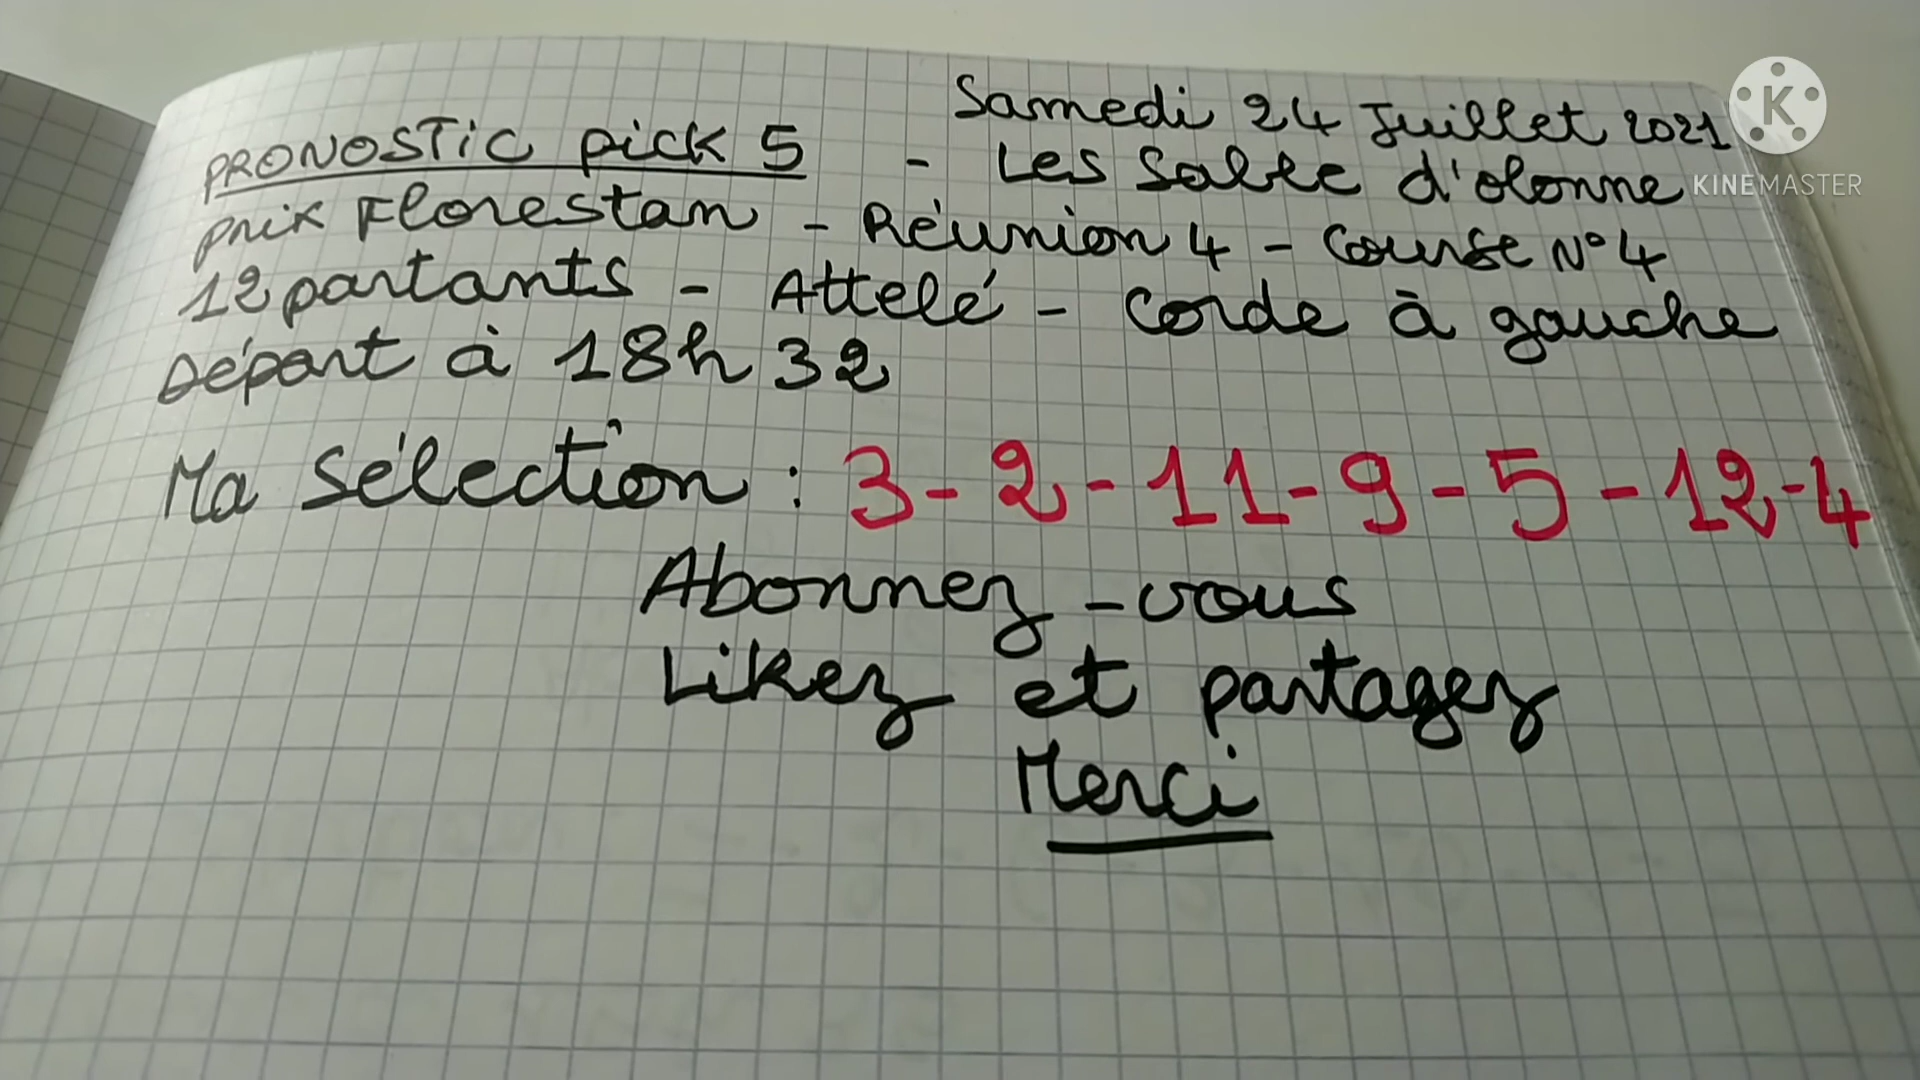 Samedi 24 Juillet 2021
PRONOSTIC pick 5 - Les Sable d'olonne
prix Florestan - Réunion 4 - Course N° 4
12 partants - Attelé - Corde à gauche
Départ à 18h32
Ma sélection : 3 - 2 - 11 - 9 - 5 - 12 - 4
Abonnez-vous
Likez et partagez
Merci
K
KINEMASTER